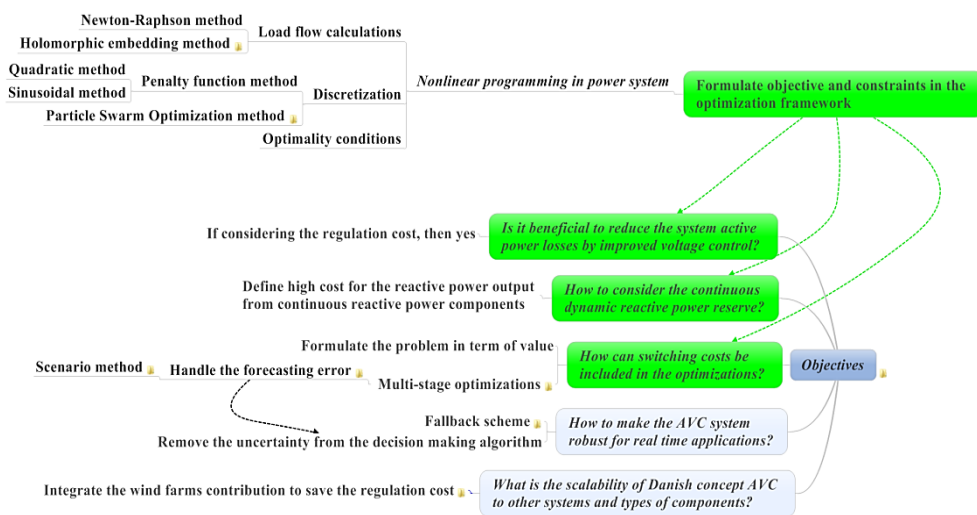 Newton-Raphson method
Holomorphic embedding method
Load flow calculations
Quadratic method
Sinusoidal method
Penalty function method
Particle Swarm Optimization method
Discretization
Optimality conditions
Nonlinear programming in power system
Formulate objective and constraints in the
optimization framework
If considering the regulation cost, then yes
Is it beneficial to reduce the system active
power losses by improved voltage control?
Define high cost for the reactive power output
from continuous reactive power components
How to consider the continuous
dynamic reactive power reserve?
Formulate the problem in term of value
Scenario method
Handle the forecasting error
Multi-stage optimizations
How can switching costs be
included in the optimizations?
Objectives
Fallback scheme
Remove the uncertainty from the decision making algorithm
How to make the AVC system
robust for real time applications?
Integrate the wind farms contribution to save the regulation cost
What is the scalability of Danish concept AVC
to other systems and types of components?